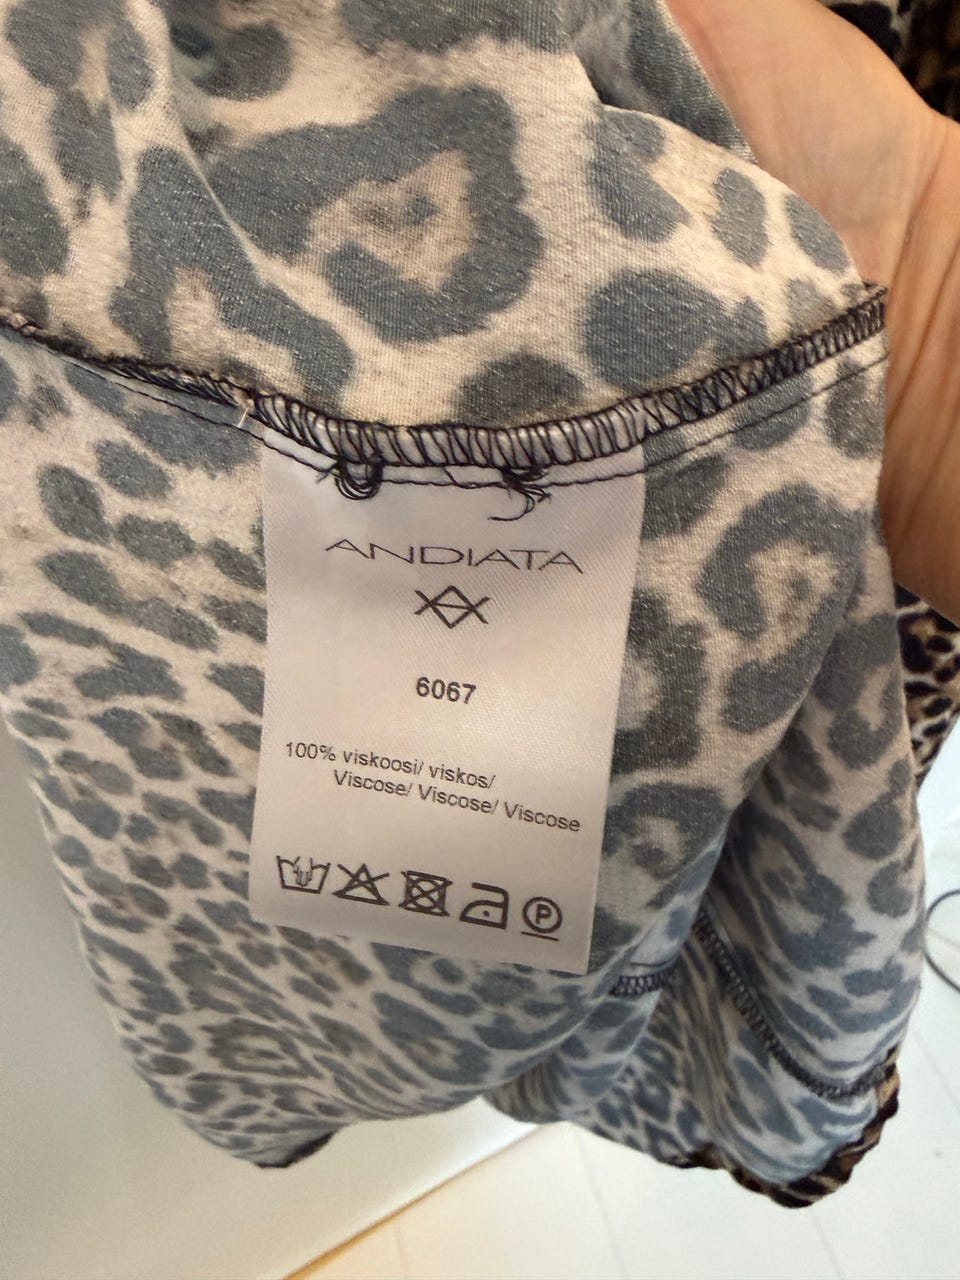 ANDIATA
6067
100% viskoosi/ viskos/
Viscose/ Viscose/ Viscose
P